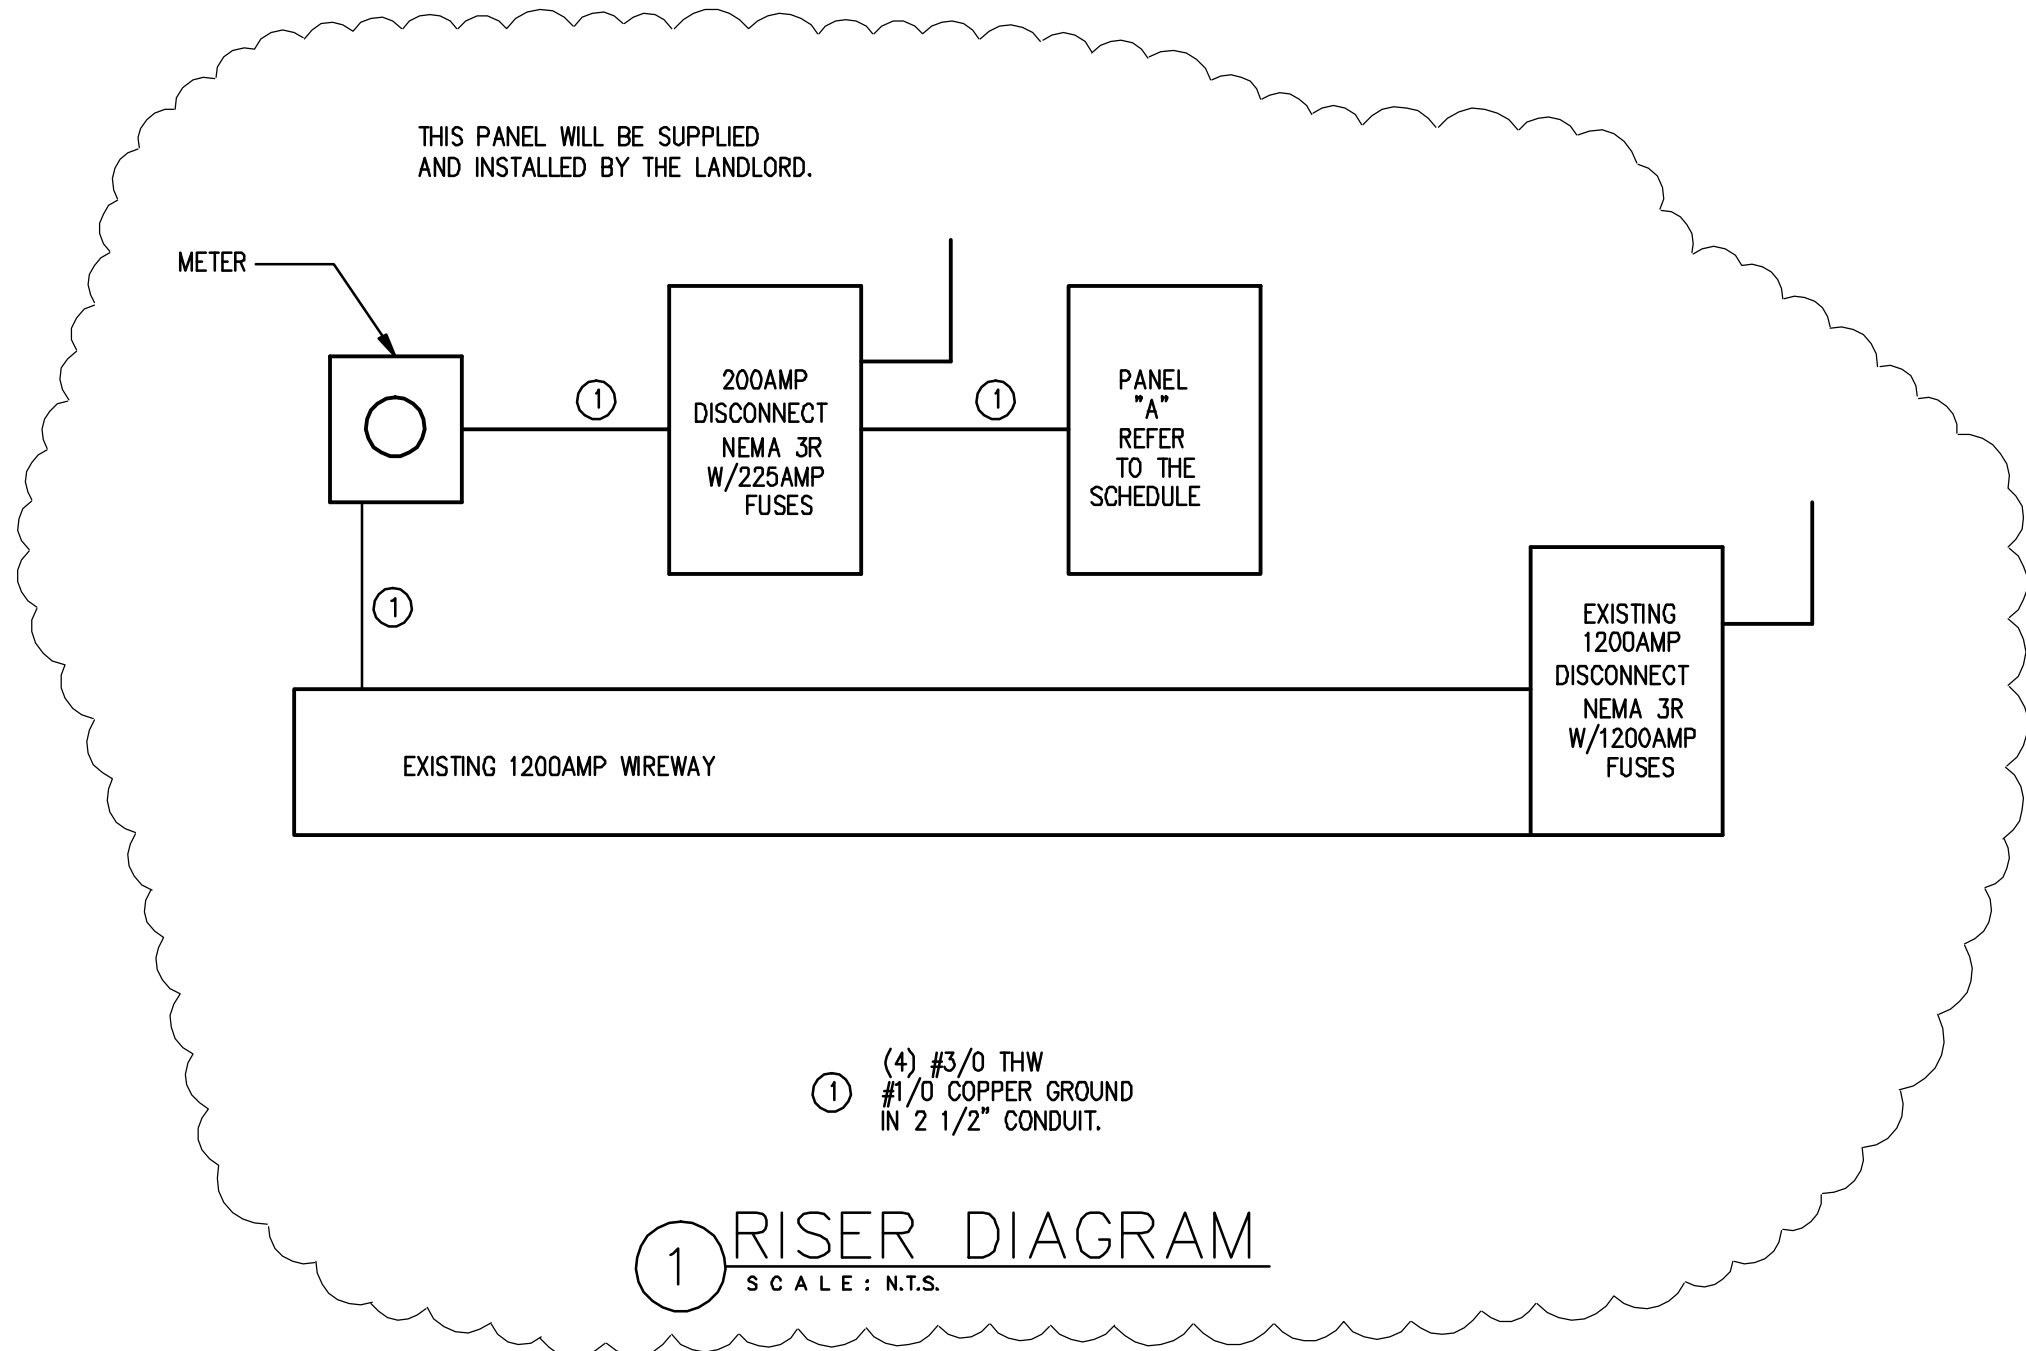 THIS PANEL WILL BE SUPPLIED
AND INSTALLED BY THE LANDLORD.
METER
1
200AMP
DISCONNECT
NEMA 3R
W/225AMP
FUSES
1
PANEL
"A"
REFER
TO THE
SCHEDULE
1
EXISTING
1200AMP
DISCONNECT
NEMA 3R
W/1200AMP
FUSES
EXISTING 1200AMP WIREWAY
1
(4) #3/0 THW
#1/0 COPPER GROUND
IN 2 1/2" CONDUIT.
1
RISER DIAGRAM
SCALE: N.T.S.